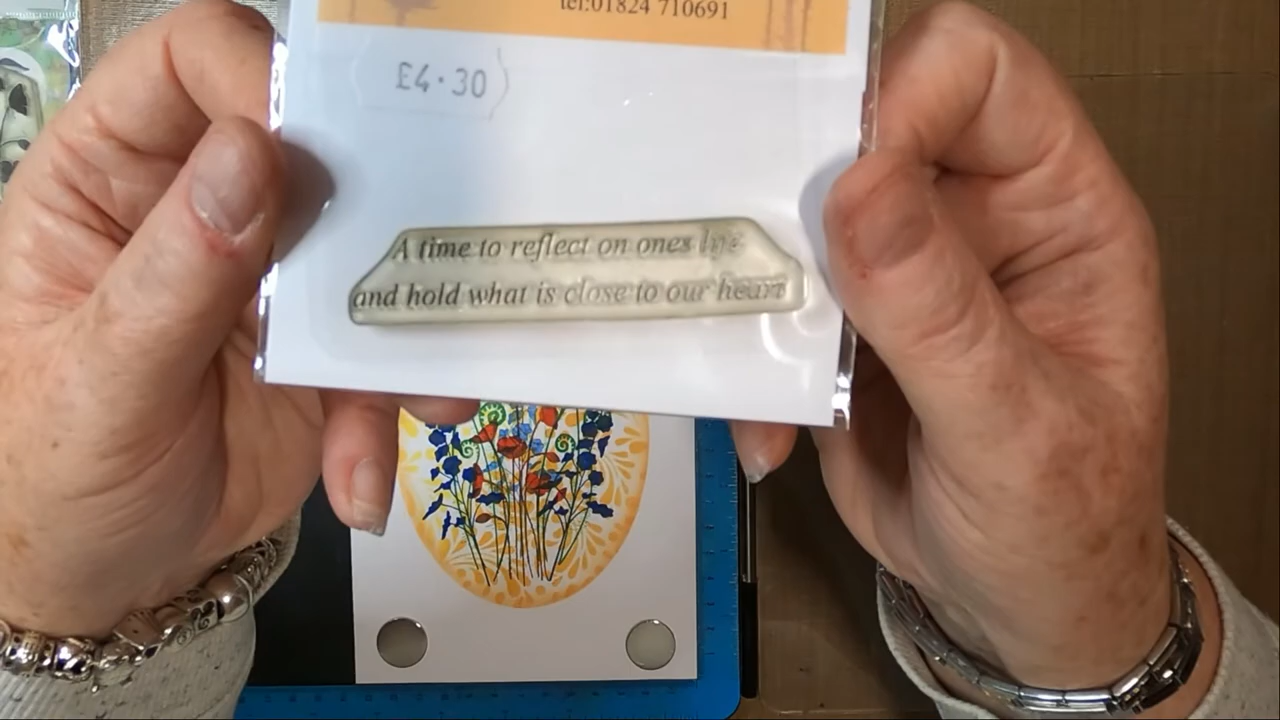 tel:01824 710691
£4.30
A time to reflect on ones life
and hold what is close to our heart